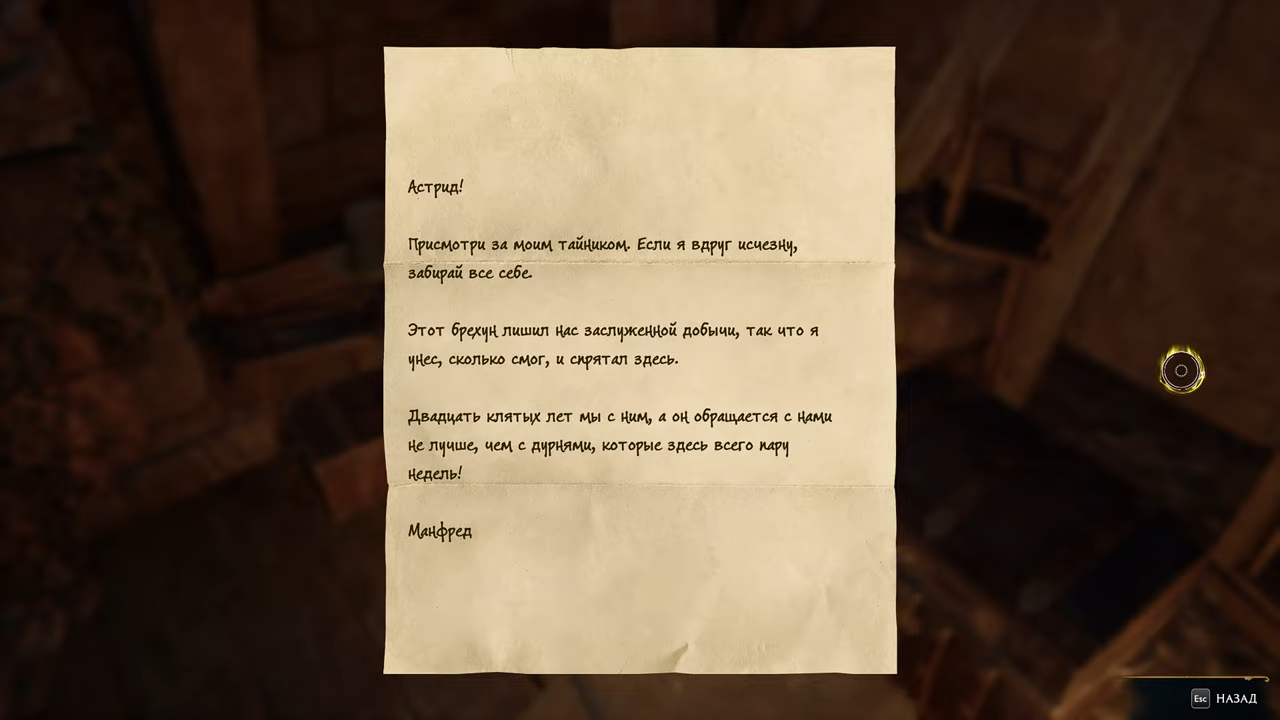 Астрид!
Присмотри за моим тайником. Если я вдруг исчезну,
забирай все себе.
Этот брехун лишил нас заслуженной добычи, так что я
унес, сколько смог, и спрятал здесь.
Двадцать клятых лет мы с ним, а он обращается с нами
не лучше, чем с дурнями, которые здесь всего пару
недель!
Манфред
Esc НАЗАД